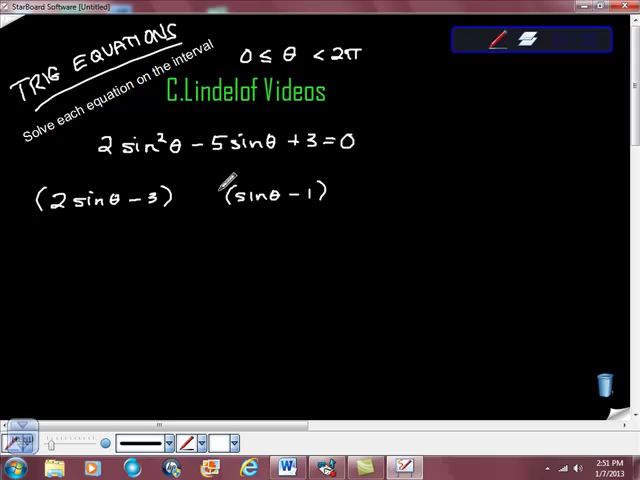 StarBoard Software [Untitled]
TRIG EQUATIONS
Solve each equation on the interval
0 ≤ θ < 2π
C.Lindelof Videos
2 sin²θ - 5 sinθ + 3 = 0
(2 sinθ - 3) (sinθ - 1)
MENU
2:51 PM
1/7/2013